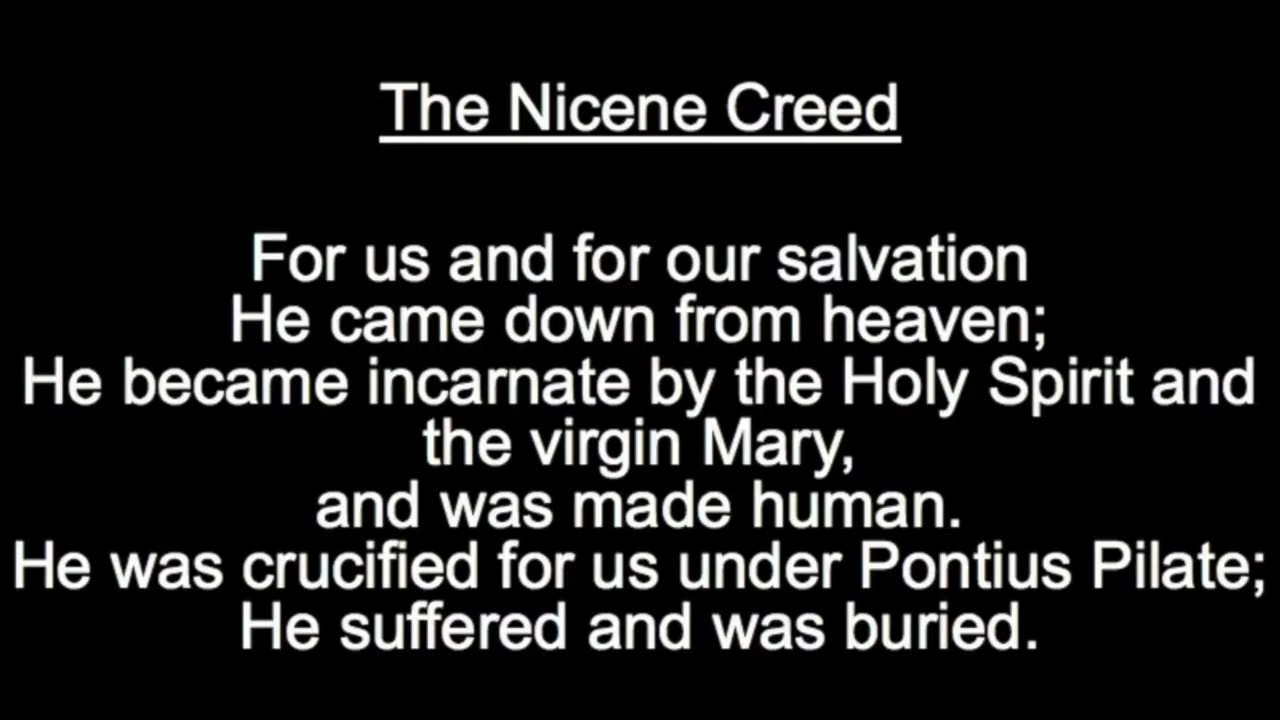 The Nicene Creed
For us and for our salvation
He came down from heaven;
He became incarnate by the Holy Spirit and
the virgin Mary,
and was made human.
He was crucified for us under Pontius Pilate;
He suffered and was buried.